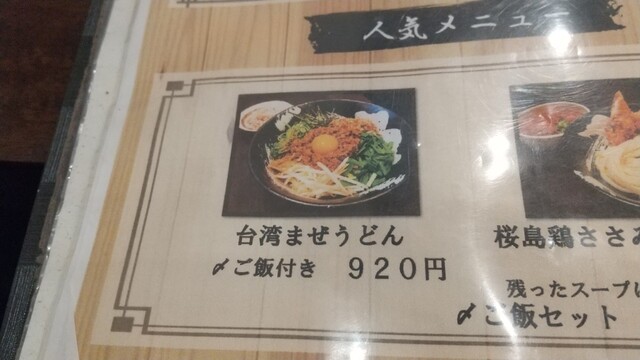 人気メニュー
台湾まぜうどん
〆ご飯付き 920円
桜島鶏ささみ
残ったスープに
〆ご飯セット